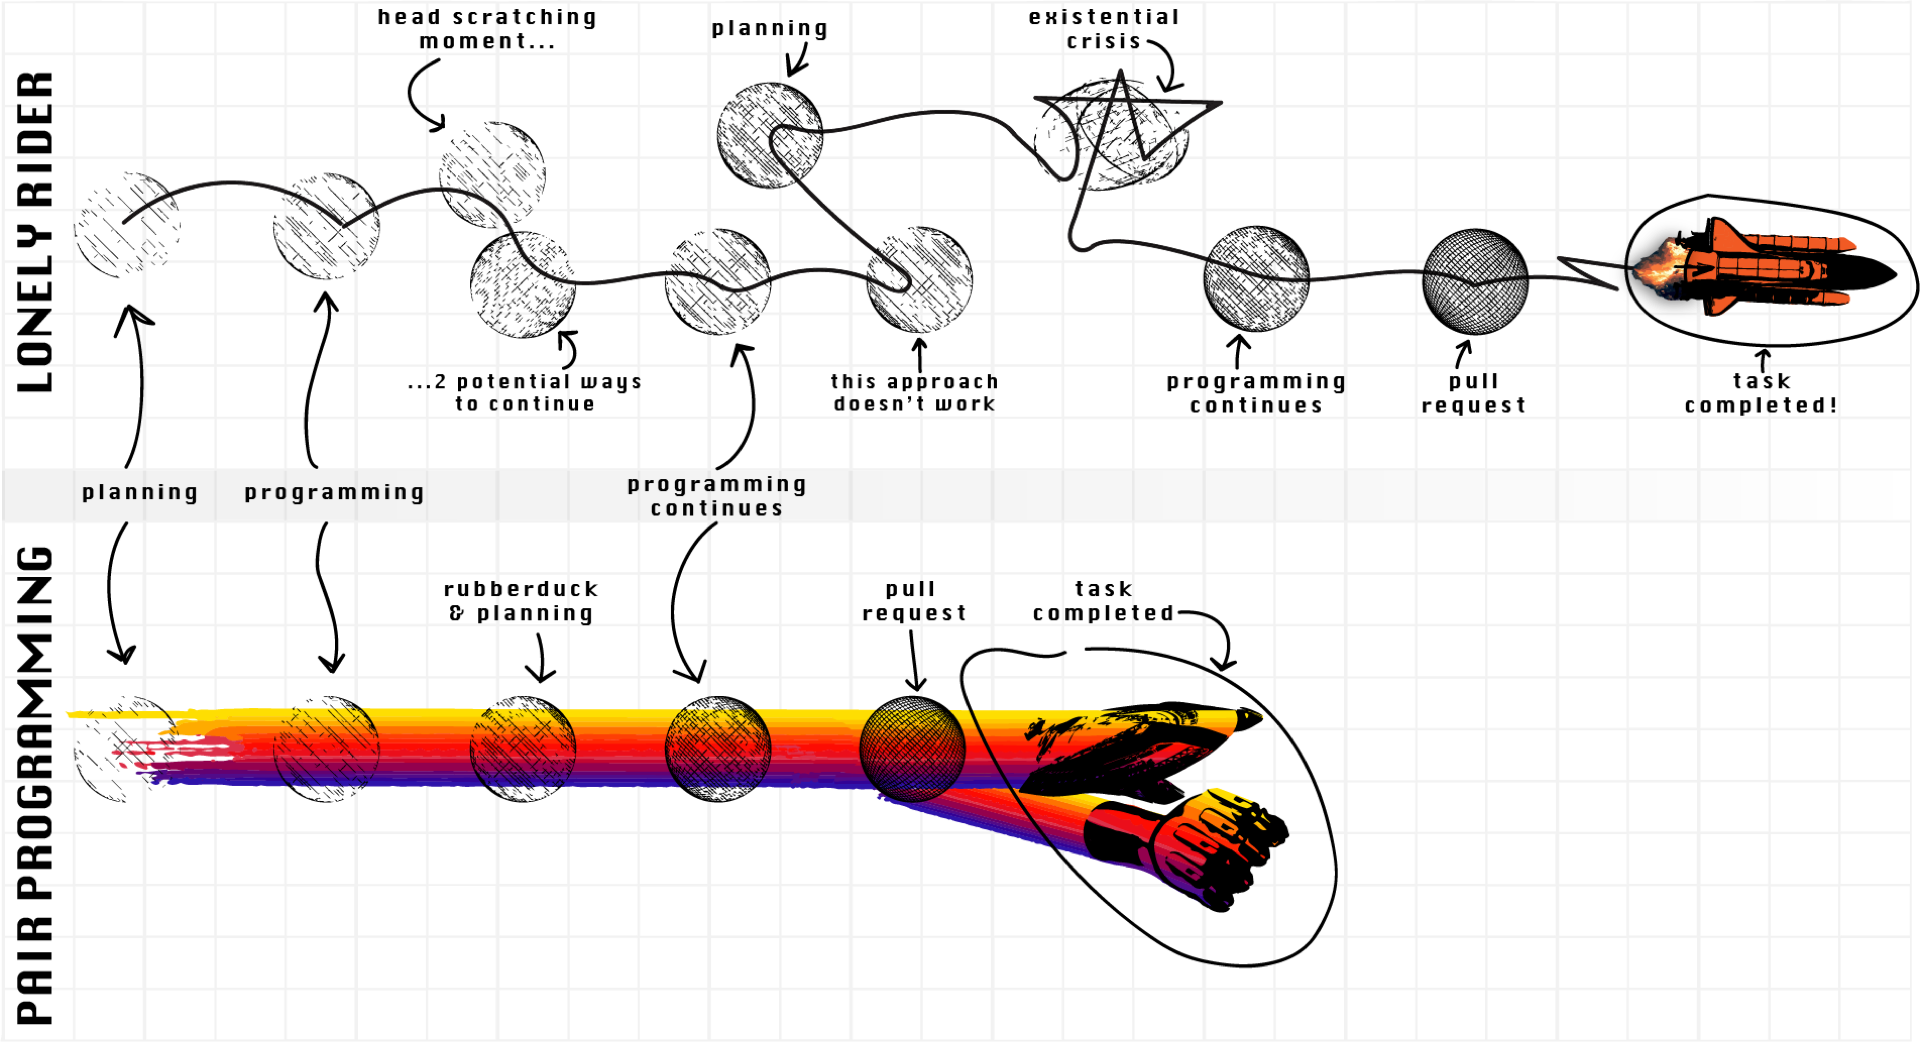 LONELY RIDER
head scratching
moment...
planning
existential
crisis
...2 potential ways
to continue
this approach
doesn't work
programming
continues
pull
request
task
completed!
planning
programming
programming
continues
PAIR PROGRAMMING
rubberduck
& planning
pull
request
task
completed